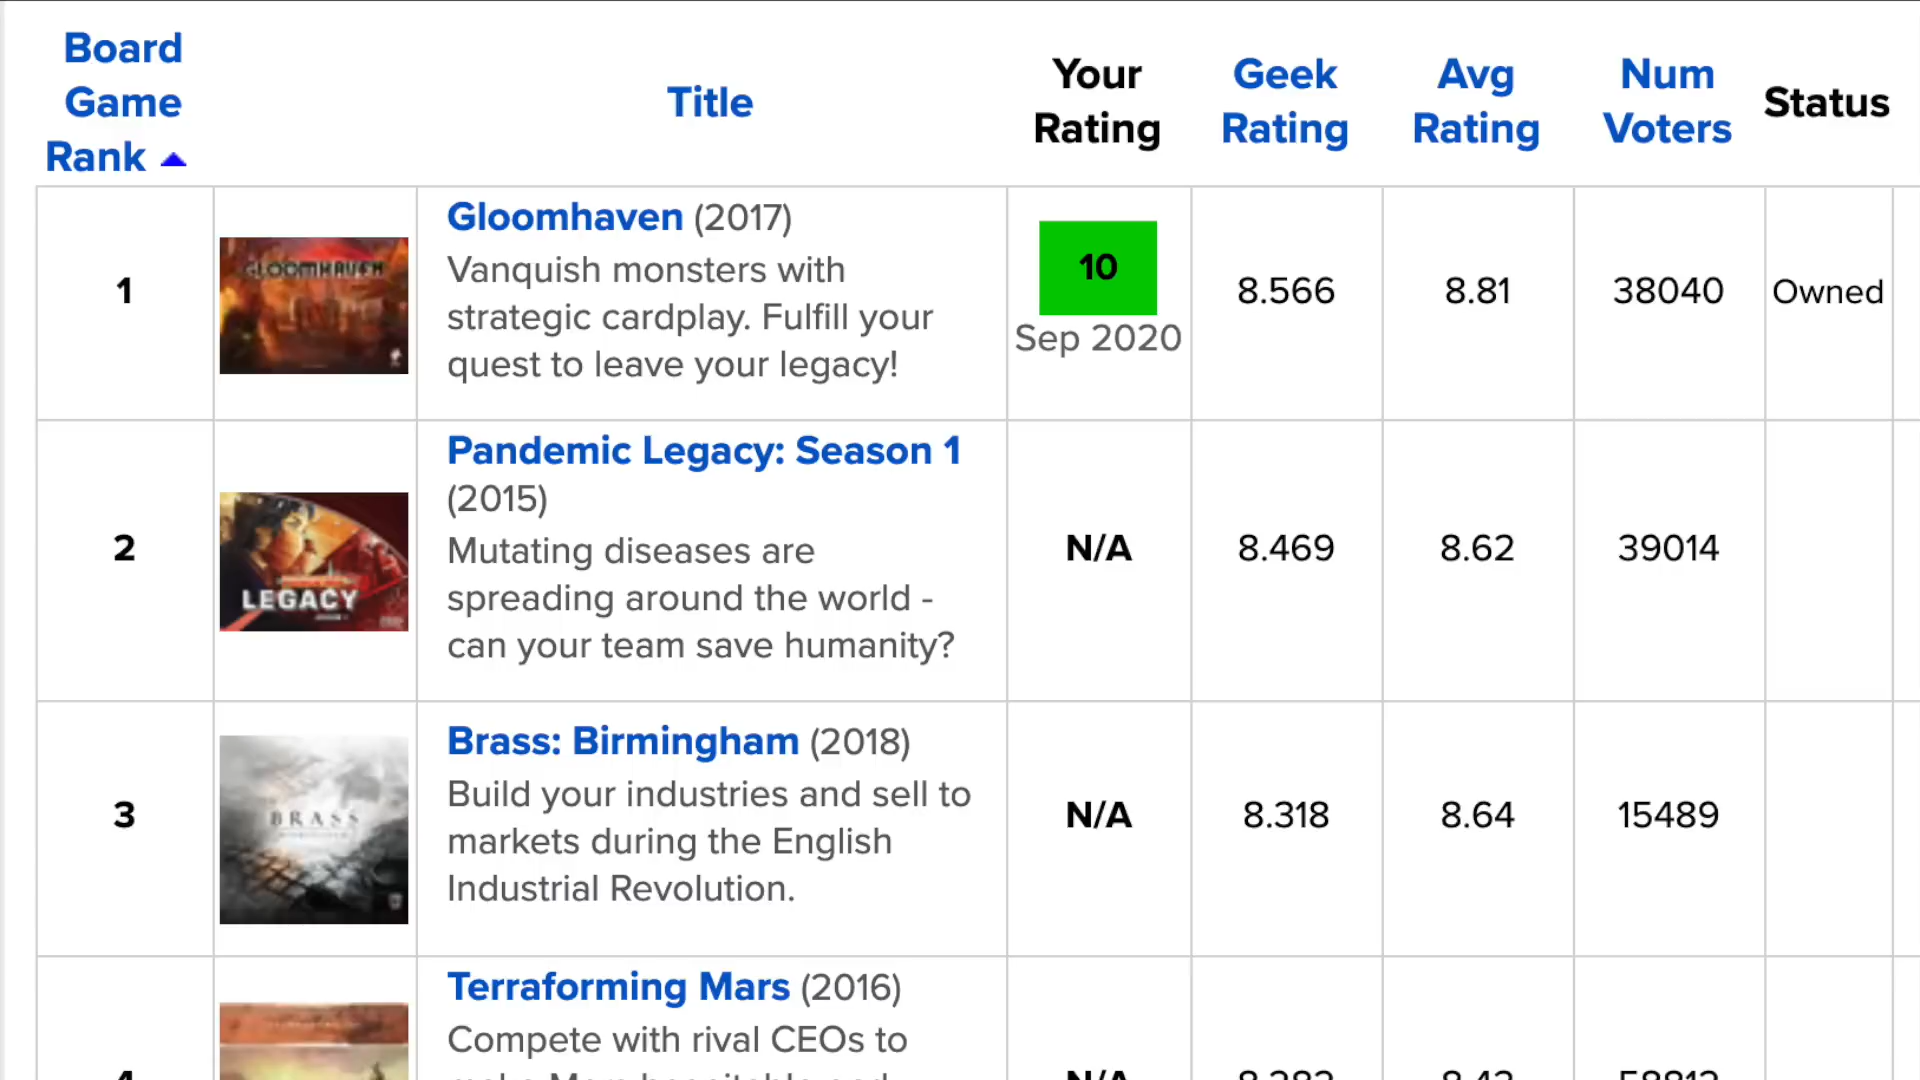 Board
Game
Rank
Title
Your
Rating
Geek
Rating
Avg
Rating
Num
Voters
Status
1
GLOOMHAVEN
Gloomhaven (2017)
Vanquish monsters with
strategic cardplay. Fulfill your
quest to leave your legacy!
10
Sep 2020
8.566
8.81
38040
Owned
2
LEGACY
Pandemic Legacy: Season 1
(2015)
Mutating diseases are
spreading around the world -
can your team save humanity?
N/A
8.469
8.62
39014
3
BRASS
Brass: Birmingham (2018)
Build your industries and sell to
markets during the English
Industrial Revolution.
N/A
8.318
8.64
15489
4
Terraforming Mars (2016)
Compete with rival CEOs to
N/A